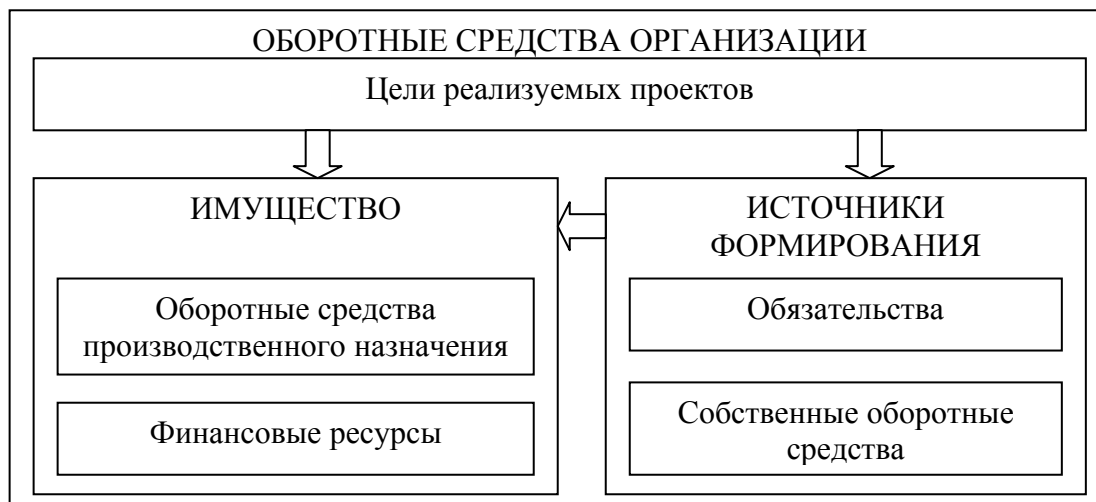 ОБОРОТНЫЕ СРЕДСТВА ОРГАНИЗАЦИИ
Цели реализуемых проектов
ИМУЩЕСТВО
Оборотные средства
производственного назначения
Финансовые ресурсы
ИСТОЧНИКИ
ФОРМИРОВАНИЯ
Обязательства
Собственные оборотные
средства